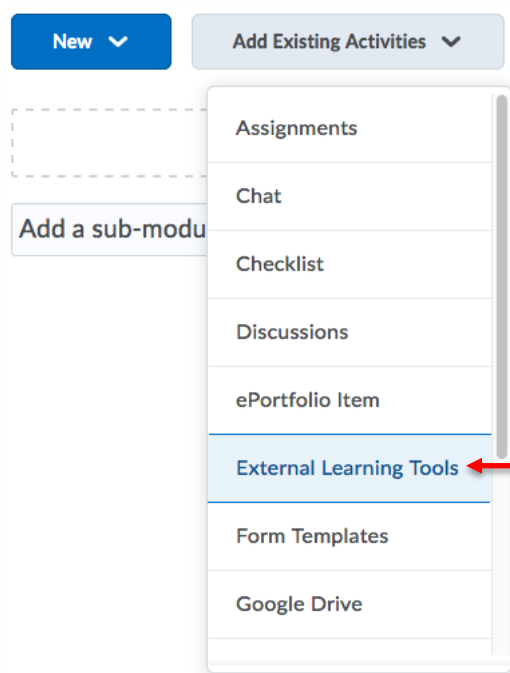 New
Add Existing Activities
Assignments
Chat
Add a sub-modu
Checklist
Discussions
ePortfolio Item
External Learning Tools
Form Templates
Google Drive